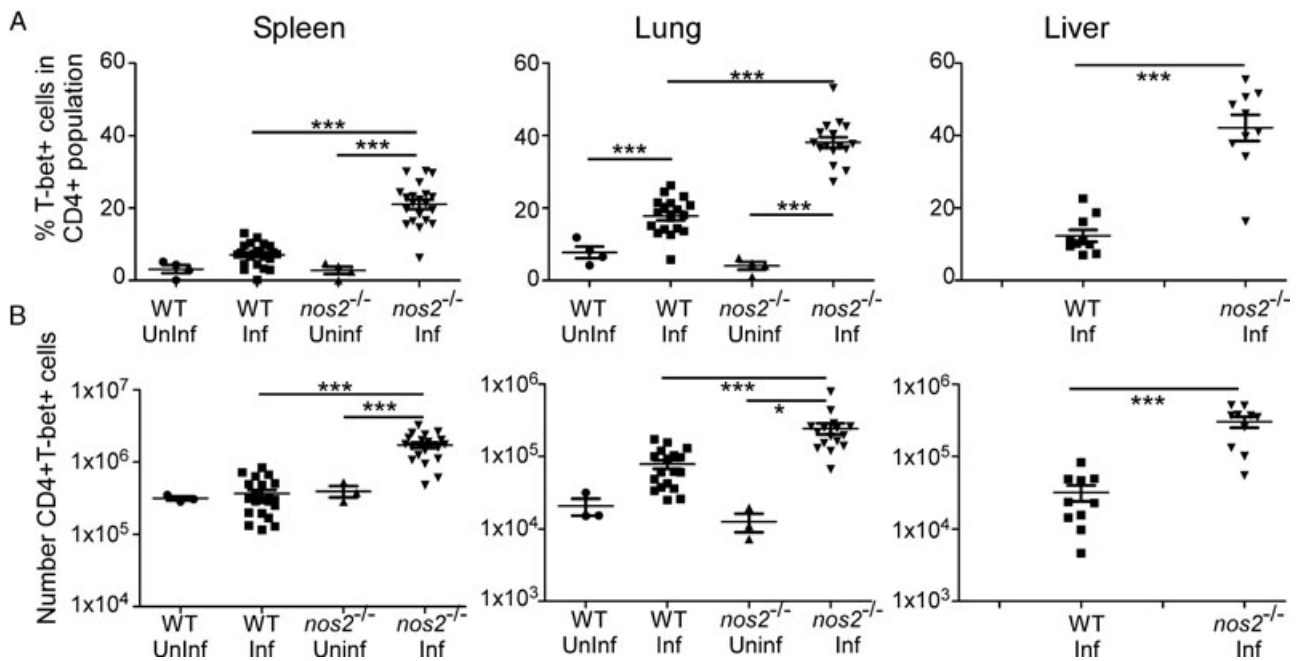 A
Spleen
Lung
Liver
% T-bet+ cells in
CD4+ population
60
40
20
0
***
***
WT
UnInf
WT
Inf
nos2-/-
Uninf
nos2-/-
Inf
60
40
20
0
***
***
***
WT
UnInf
WT
Inf
nos2-/-
Uninf
nos2-/-
Inf
60
40
20
0
***
WT
Inf
nos2-/-
Inf
B
Number CD4+T-bet+ cells
1x10^7
1x10^6
1x10^5
1x10^4
***
***
WT
UnInf
WT
Inf
nos2-/-
Uninf
nos2-/-
Inf
1x10^6
1x10^5
1x10^4
1x10^3
***
*
WT
UnInf
WT
Inf
nos2-/-
Uninf
nos2-/-
Inf
1x10^6
1x10^5
1x10^4
1x10^3
***
WT
Inf
nos2-/-
Inf